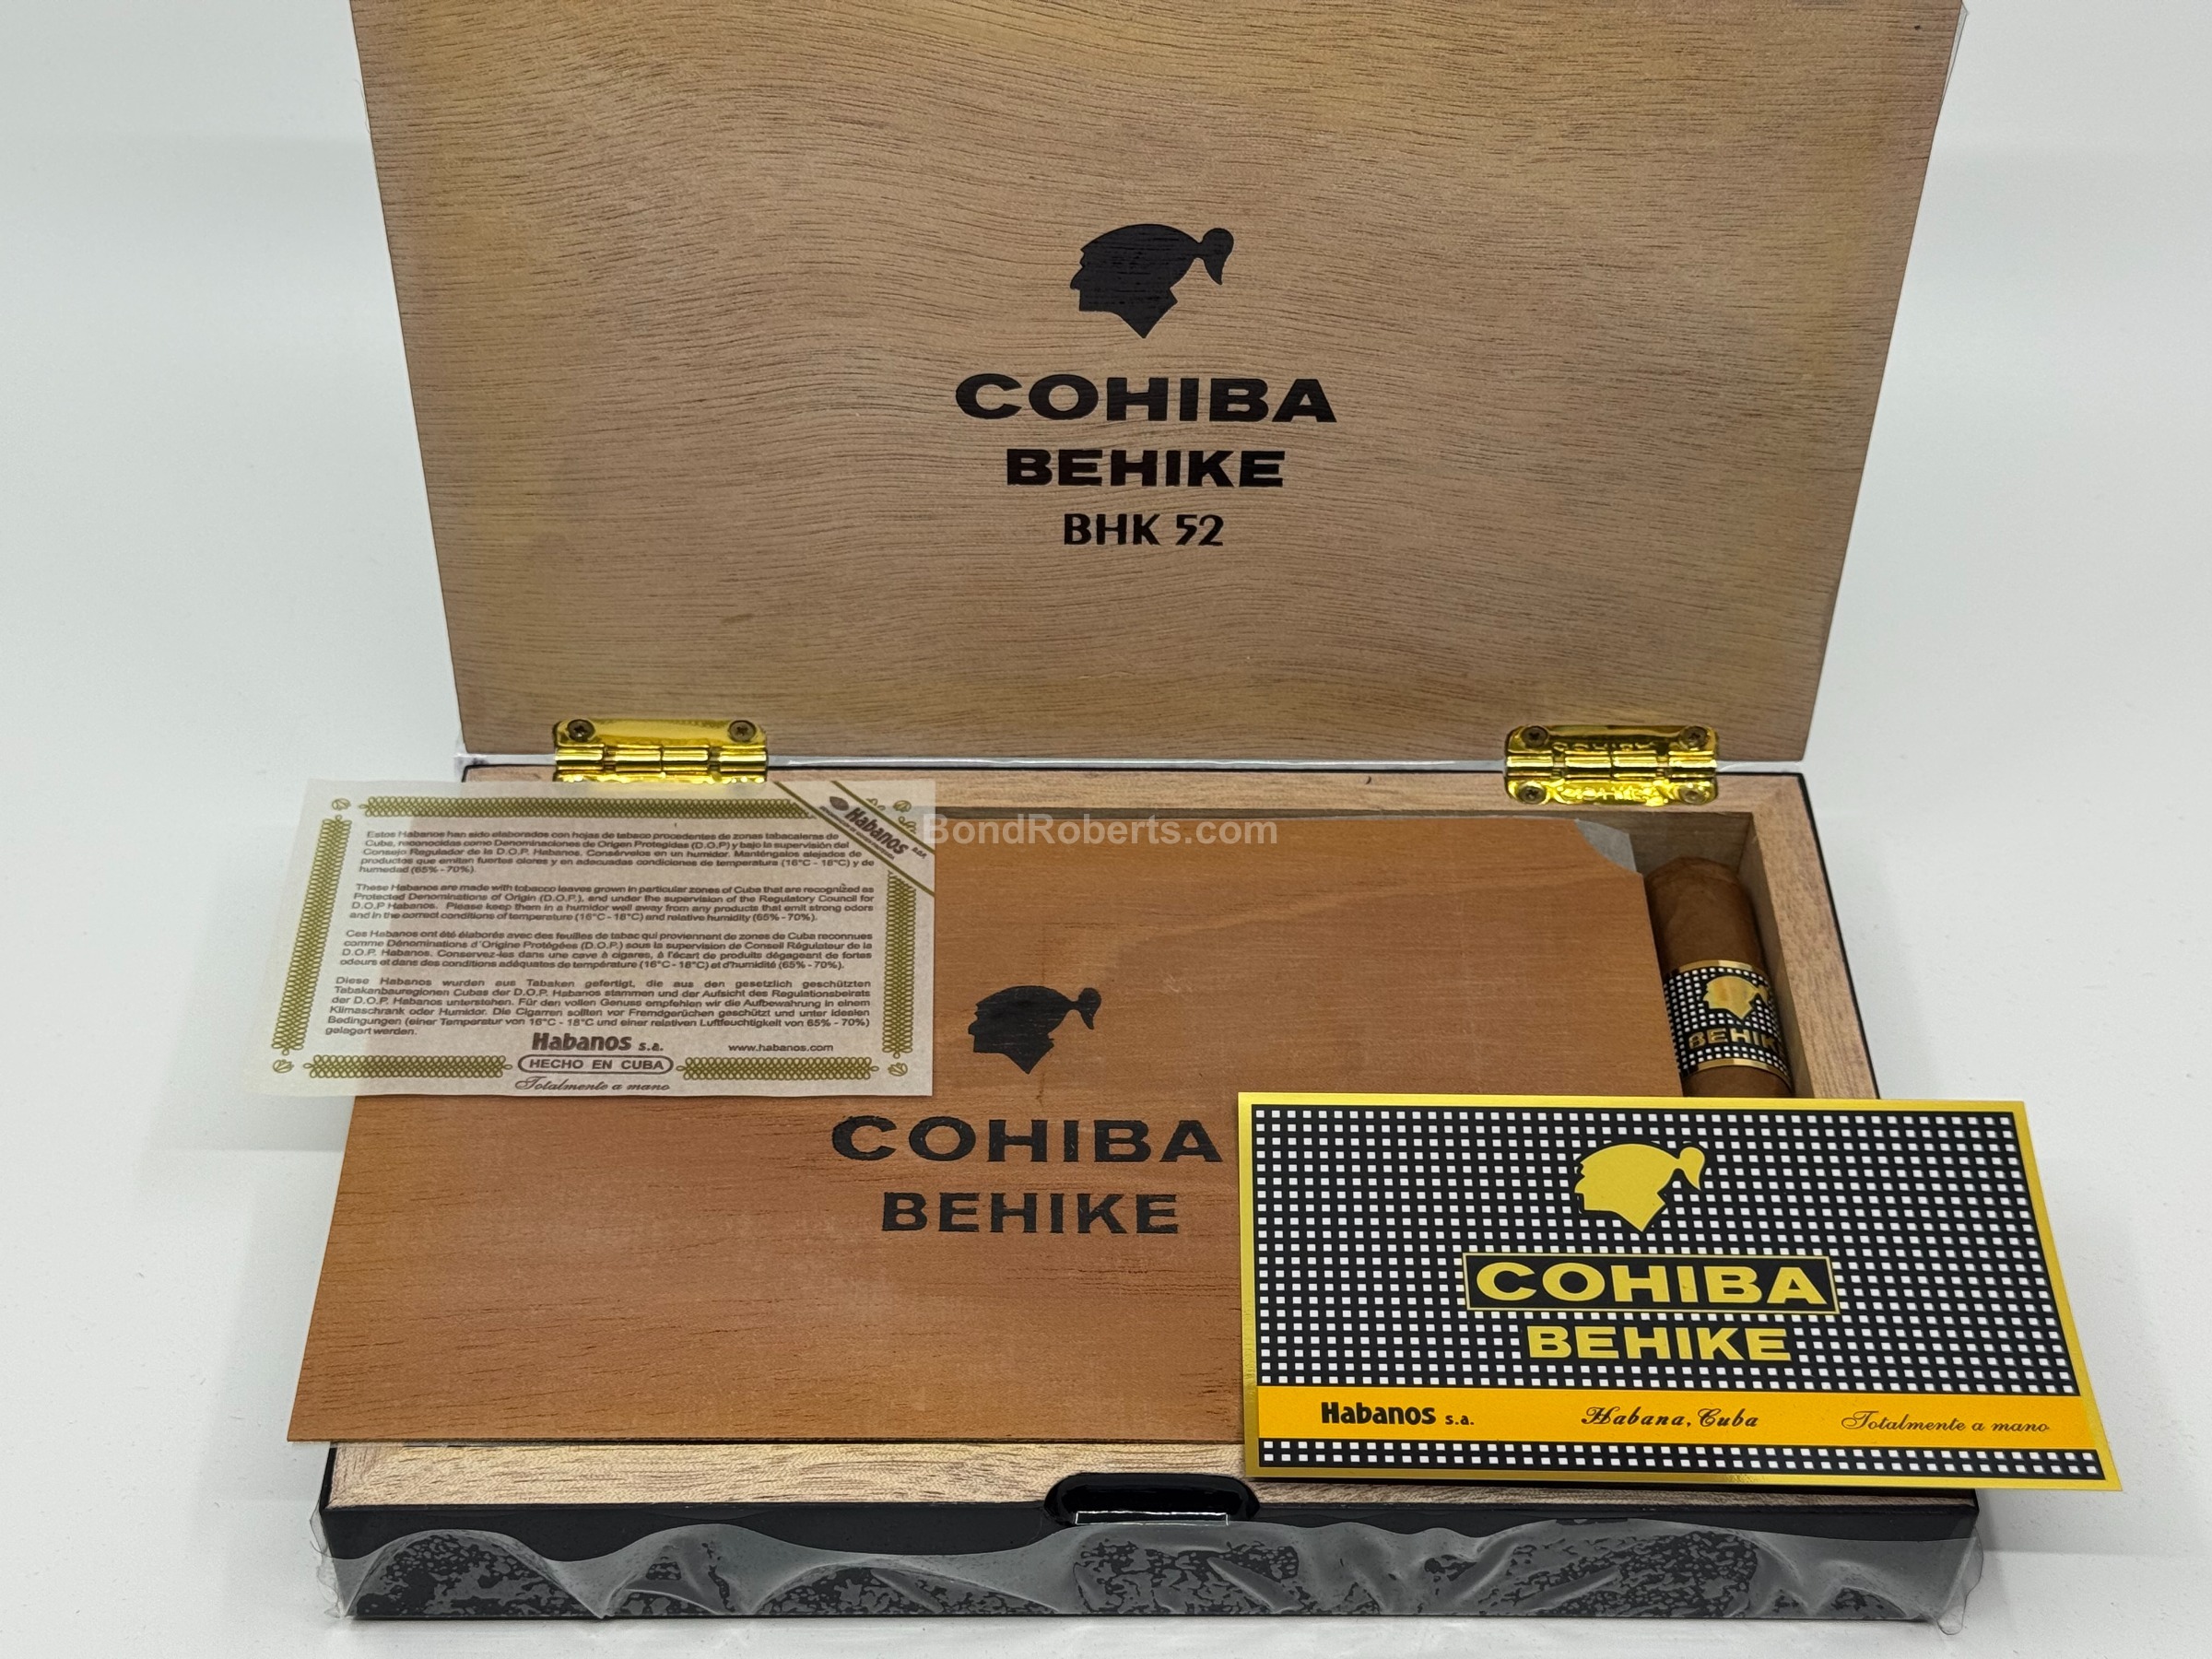 COHIBA
BEHIKE
BHK 52
COHIBA
BondRoberts.com
Habanos
Estos Habanos han sido elaborados con hojas de tabaco procedentes de zonas tabacaleras de
Cuba, reconocidas como Denominaciones de Origen Protegidas (D.O.P.) y bajo la supervisión del
Consejo Regulador de la D.O.P. Habanos. Consérvelos en un humidor. Manténgalos alejados de
productos que emitan fuertes olores y en adecuadas condiciones de temperatura (16°C - 18°C) y de
humedad (65% - 70%).
These Habanos are made with tobacco leaves grown in particular zones of Cuba that are recognized as
Protected Denominations of Origin (D.O.P.), and under the supervision of the Regulatory Council for
D.O.P. Habanos. Please keep them in a humidor well away from any products that emit strong odors
and in the correct conditions of temperature (16°C - 18°C) and relative humidity (65% - 70%).
Ces Habanos ont été élaborés avec des feuilles de tabac qui proviennent de zones de Cuba reconnues
comme Dénominations d'Origine Protégées (D.O.P.) sous la supervision de Conseil Régulateur de la
D.O.P. Habanos. Conservez-les dans une cave à cigares, à l'écart de produits dégageant de fortes
odeurs et dans des conditions adéquates de température (16°C - 18°C) et d'humidité (65% - 70%).
Diese Habanos wurden aus Tabaken gefertigt, die aus den gesetzlich geschützten
Tabakanbauregionen Cubas der D.O.P. Habanos stammen und der Aufsicht des Regulationsbeirats
der D.O.P. Habanos unterstehen. Für den vollen Genuss empfehlen wir die Aufbewahrung in einem
Klimaschrank oder Humidor. Die Cigarren sollten vor Fremdgerüchen geschützt und unter idealen
Bedingungen (einer Temperatur von 16°C - 18°C und einer relativen Luftfeuchtigkeit von 65% - 70%)
gelagert werden.
Habanos s.a.
www.habanos.com
HECHO EN CUBA
Totalmente a mano
BEHIK
COHIBA
BEHIKE
COHIBA
BEHIKE
Habanos s.a.
Habana, Cuba
Totalmente a mano